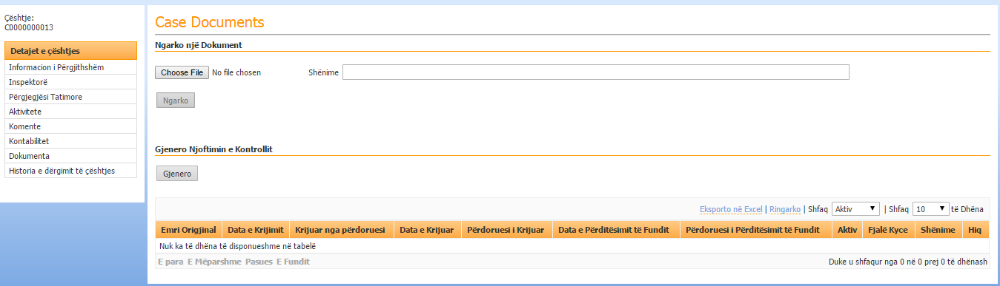 Çështje:
C0000000013
Detajet e çështjes
Informacion i Përgjithshëm
Inspektorë
Përgjegjësi Tatimore
Aktivitete
Komente
Kontabilitet
Dokumenta
Historia e dërgimit të çështjes
Case Documents
Ngarko një Dokument
Choose File No file chosen Shënime
Ngarko
Gjenero Njoftimin e Kontrollit
Gjenero
Eksporto në Excel | Ringarko | Shfaq Aktiv | Shfaq 10 të Dhëna
Emri Origjinal Data e Krijimit Krijuar nga përdoruesi Data e Krijuar Përdoruesi i Krijuar Data e Përditësimit të Fundit Përdoruesi i Përditësimit të Fundit Aktiv Fjalë Kyce Shënime Hiq
Nuk ka të dhëna të disponueshme në tabelë
E para E Mëparshme Pasues E Fundit Duke u shfaqur nga 0 në 0 prej 0 të dhënash